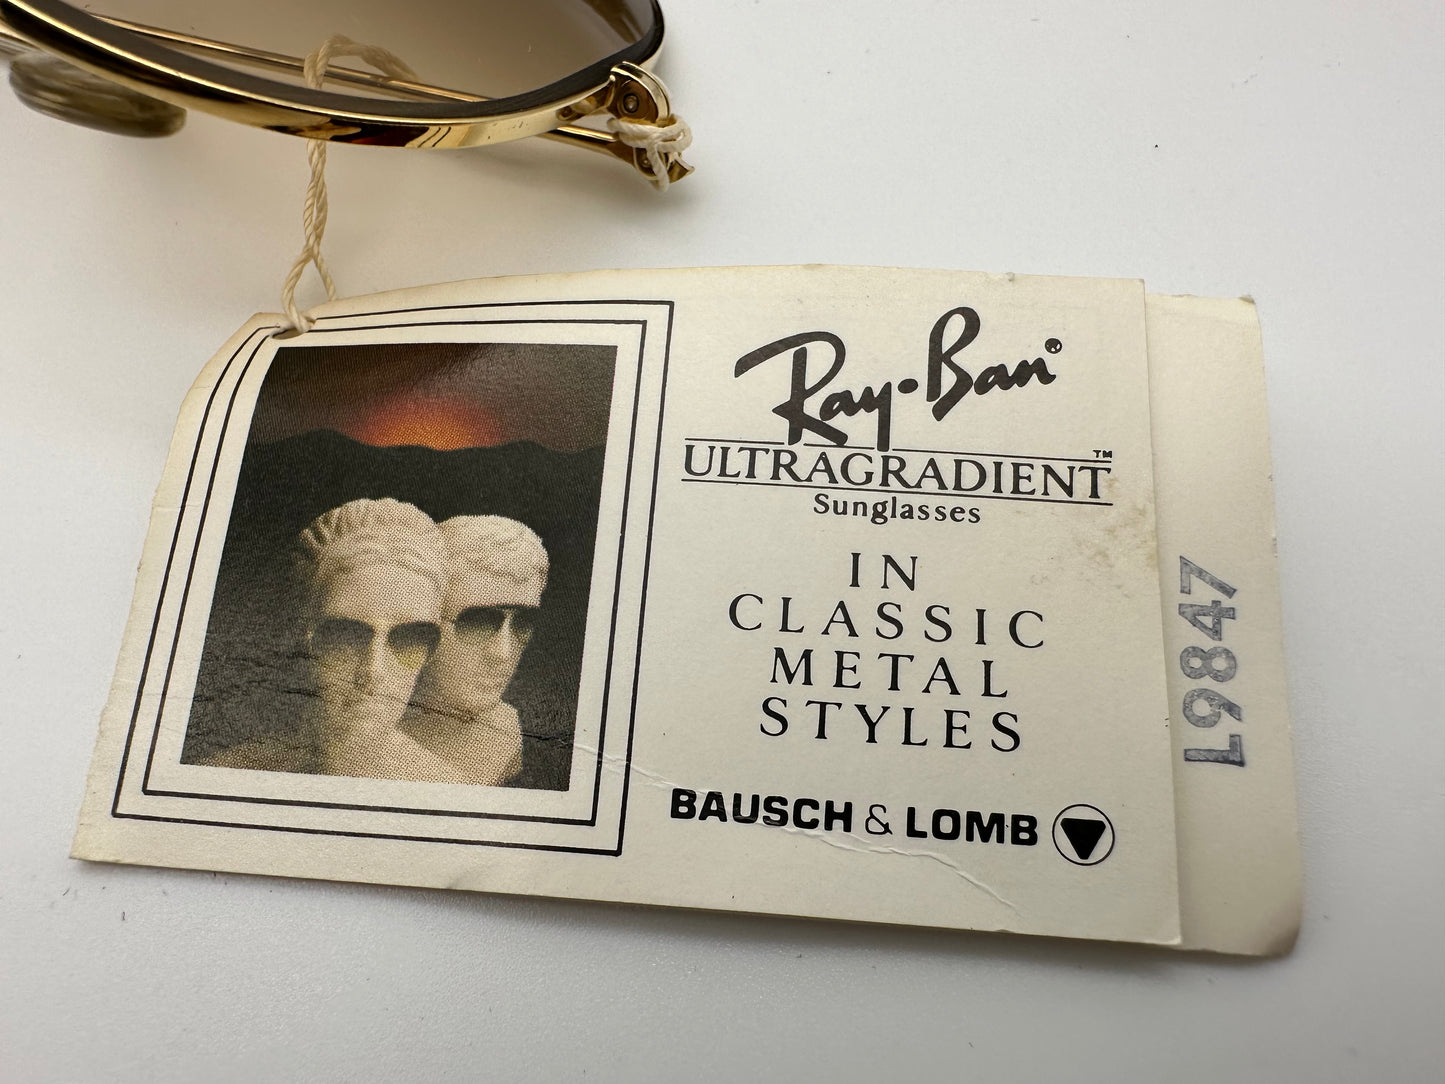 Ray-Ban®
ULTRAGRADIENT™
Sunglasses
IN
CLASSIC
METAL
STYLES
BAUSCH & LOMB
L9847